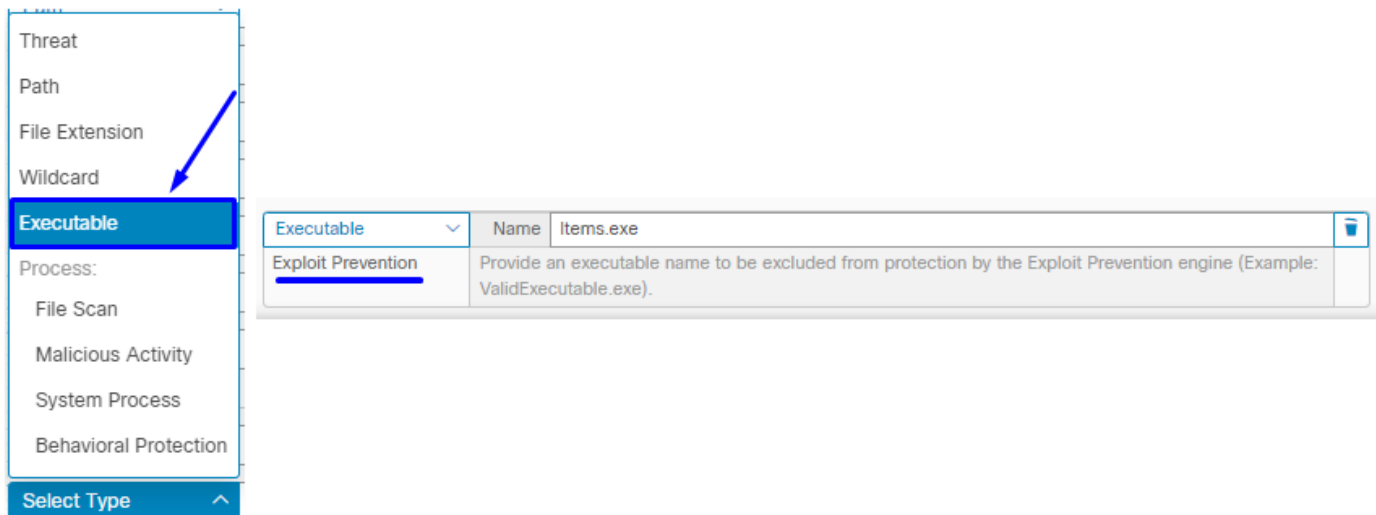 Threat
Path
File Extension
Wildcard
Executable
Process:
File Scan
Malicious Activity
System Process
Behavioral Protection
Select Type
Executable
Name
Items.exe
Exploit Prevention
Provide an executable name to be excluded from protection by the Exploit Prevention engine (Example:
ValidExecutable.exe).